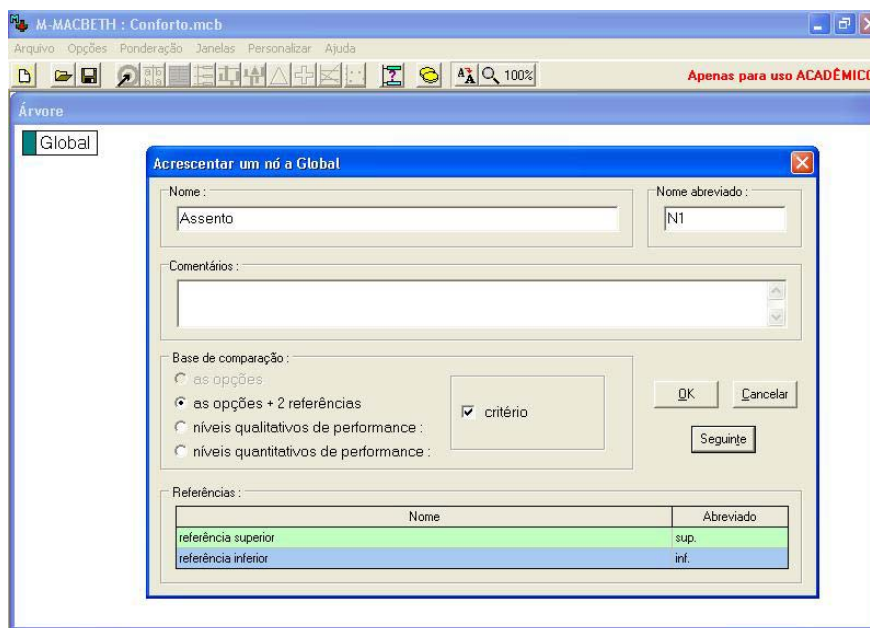 M-MACBETH : Conforto.mcb
Arquivo Opções Ponderação Janelas Personalizar Ajuda
100% Apenas para uso ACADÊMICO
Árvore
Global
Acrescentar um nó a Global
Nome : Nome abreviado :
Assento N1
Comentários :
Base de comparação :
as opções
as opções + 2 referências
níveis qualitativos de performance :
níveis quantitativos de performance :
critério
OK Cancelar
Seguinte
Referências :
Nome Abreviado
referência superior sup.
referência inferior inf.